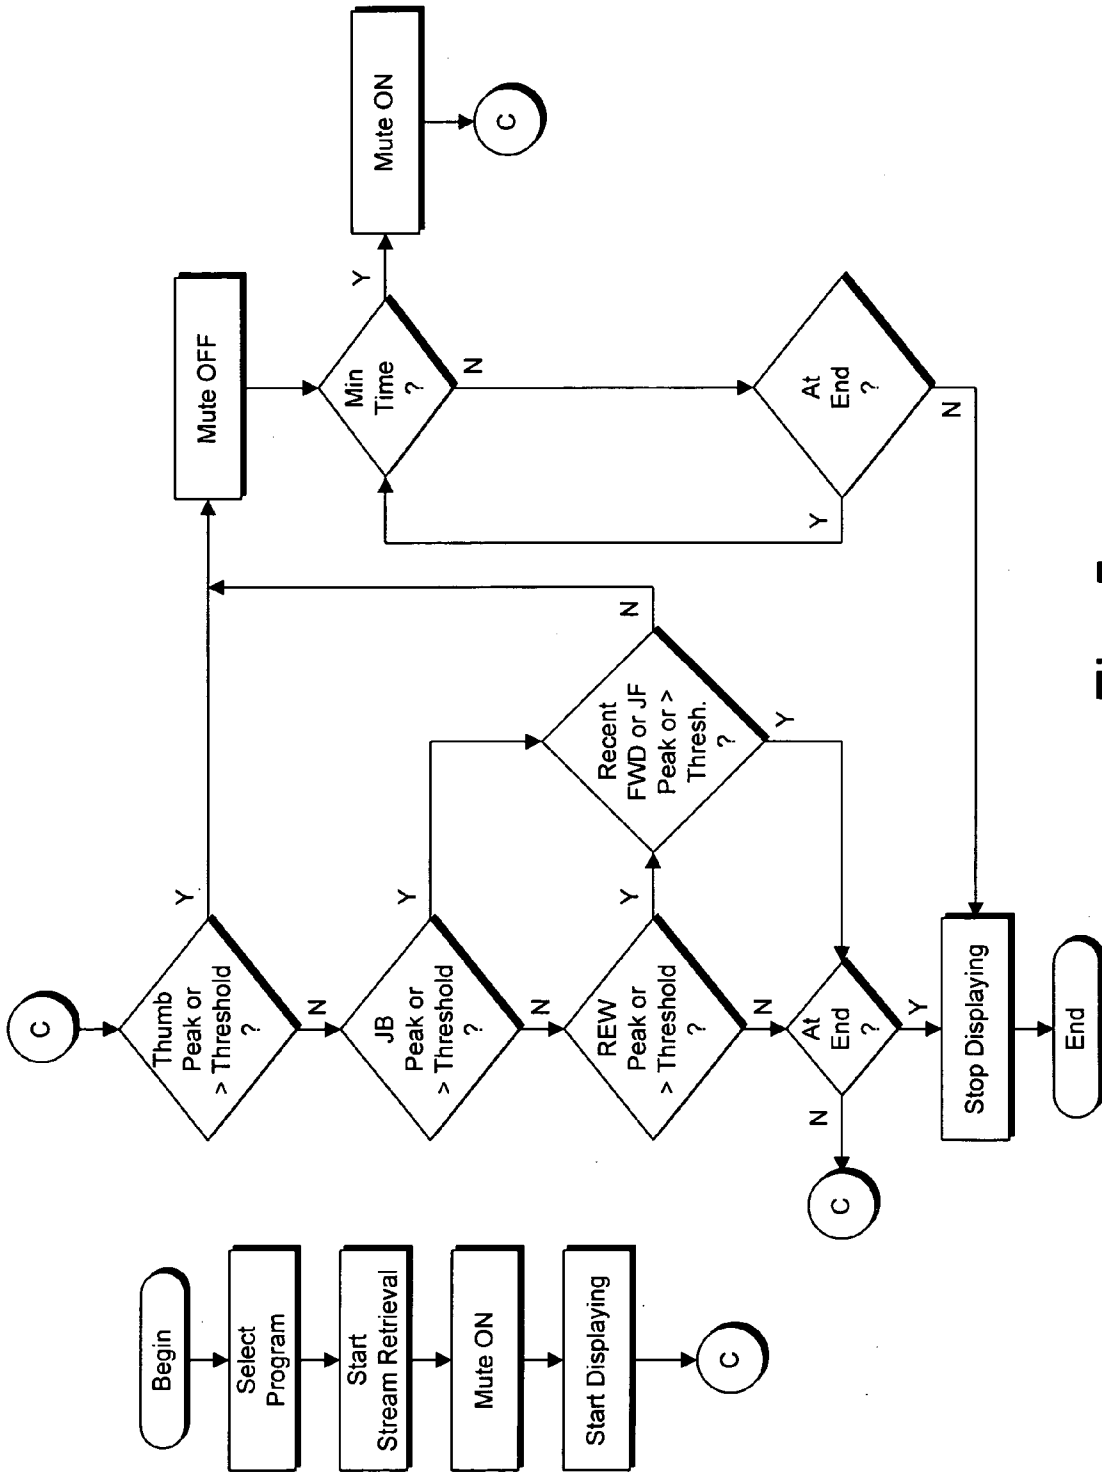 Begin
Select
Program
Start
Stream Retrieval
Mute ON
Start Displaying
C
C
Thumb
Peak or
> Threshold
?
Y
N
JB
Peak or
> Threshold
?
Y
N
REW
Peak or
> Threshold
?
Y
N
At
End
?
N
Y
C
Stop Displaying
End
Recent
FWD or JF
Peak or >
Thresh.
?
N
Y
Mute OFF
Min
Time
?
Y
N
Mute ON
C
At
End
?
Y
N